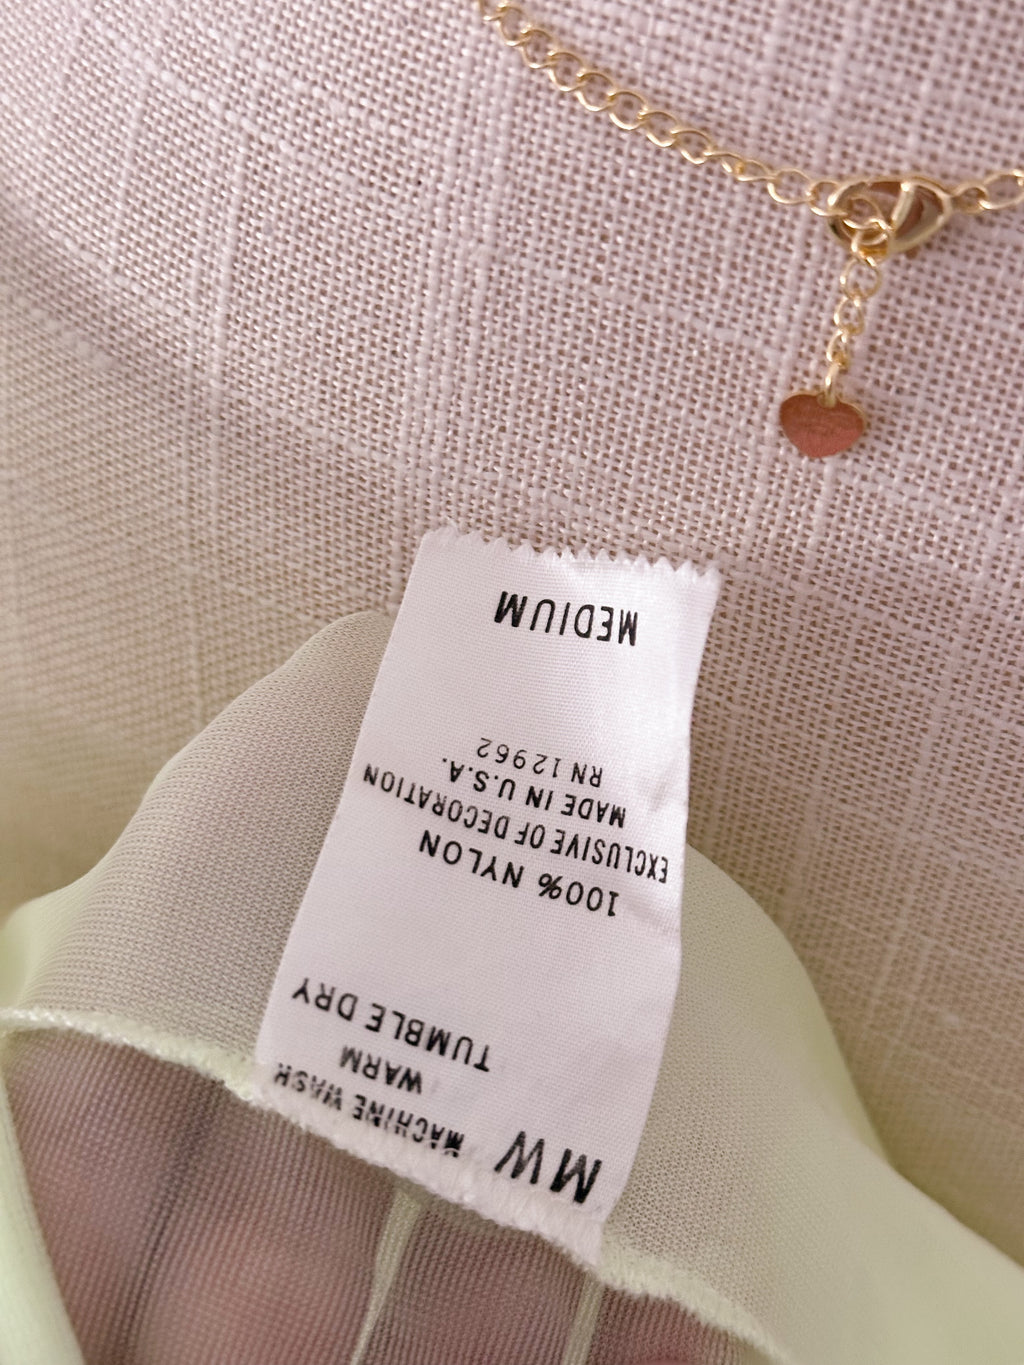 MW MACHINE WASH
WARM
TUMBLE DRY
100% NYLON
EXCLUSIVE OF DECORATION
MADE IN U.S.A.
RN 12962
MEDIUM